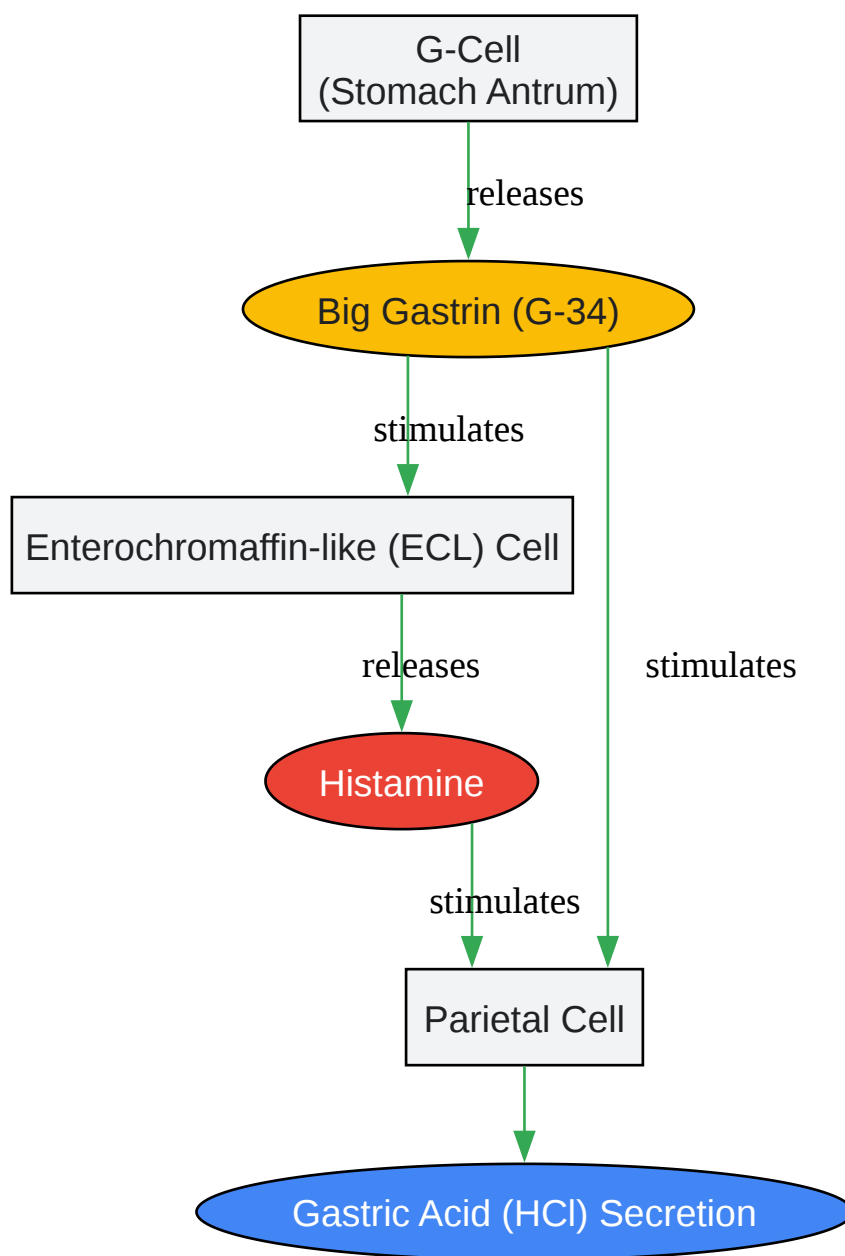 G-Cell
(Stomach Antrum)
releases
Big Gastrin (G-34)
stimulates
Enterochromaffin-like (ECL) Cell
releases
stimulates
Histamine
stimulates
Parietal Cell
Gastric Acid (HCl) Secretion